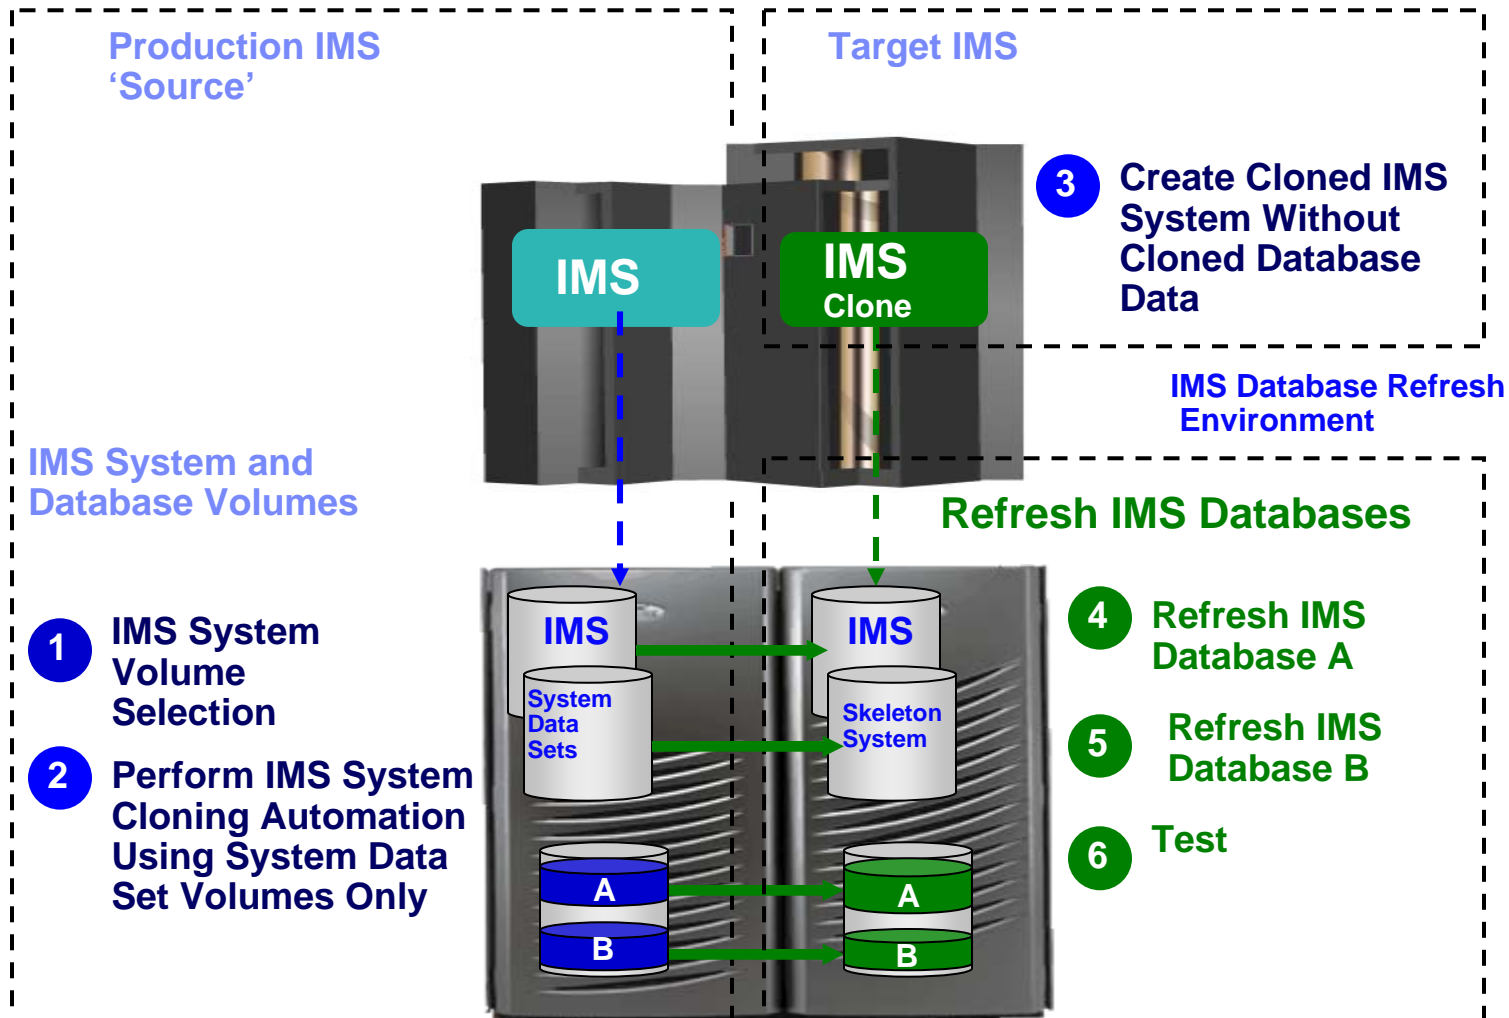 Production IMS
‘Source’
Target IMS
3
Create Cloned IMS
System Without
Cloned Database
Data
IMS
IMS
Clone
IMS Database Refresh
Environment
IMS System and
Database Volumes
Refresh IMS Databases
1
IMS System
Volume
Selection
2
Perform IMS System
Cloning Automation
Using System Data
Set Volumes Only
IMS
System
Data
Sets
A
B
IMS
Skeleton
System
A
B
4
Refresh IMS
Database A
5
Refresh IMS
Database B
6
Test